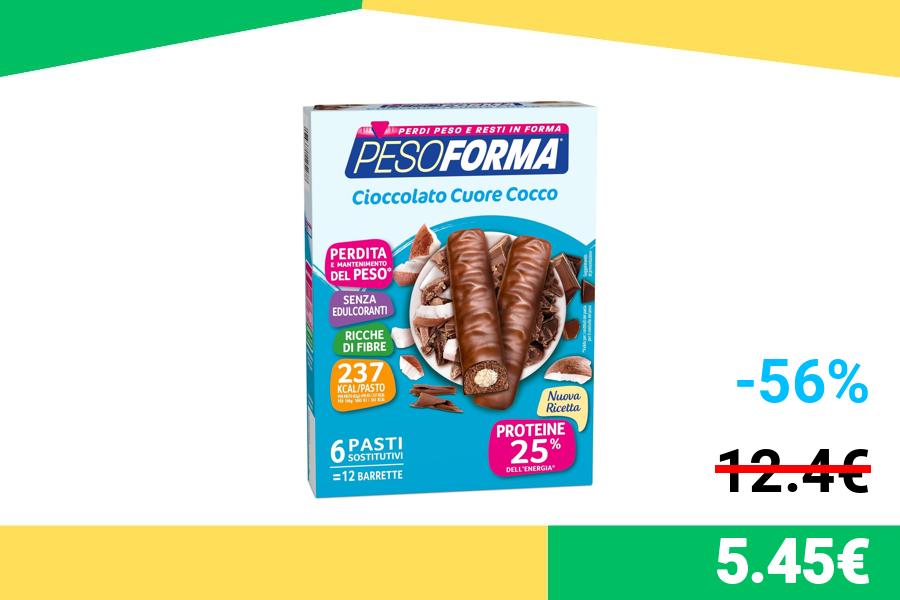 PERDI PESO E RESTI IN FORMA
PESOFORMA
Cioccolato Cuore Cocco
PERDITA
E MANTENIMENTO
DEL PESO*
SENZA
EDULCORANTI
RICCHE
DI FIBRE
237
KCAL/PASTO
Nuova
Ricetta
PROTEINE
25%
DELL'ENERGIA*
6 PASTI
SOSTITUTIVI
=12 BARRETTE
-56%
12.4€
5.45€